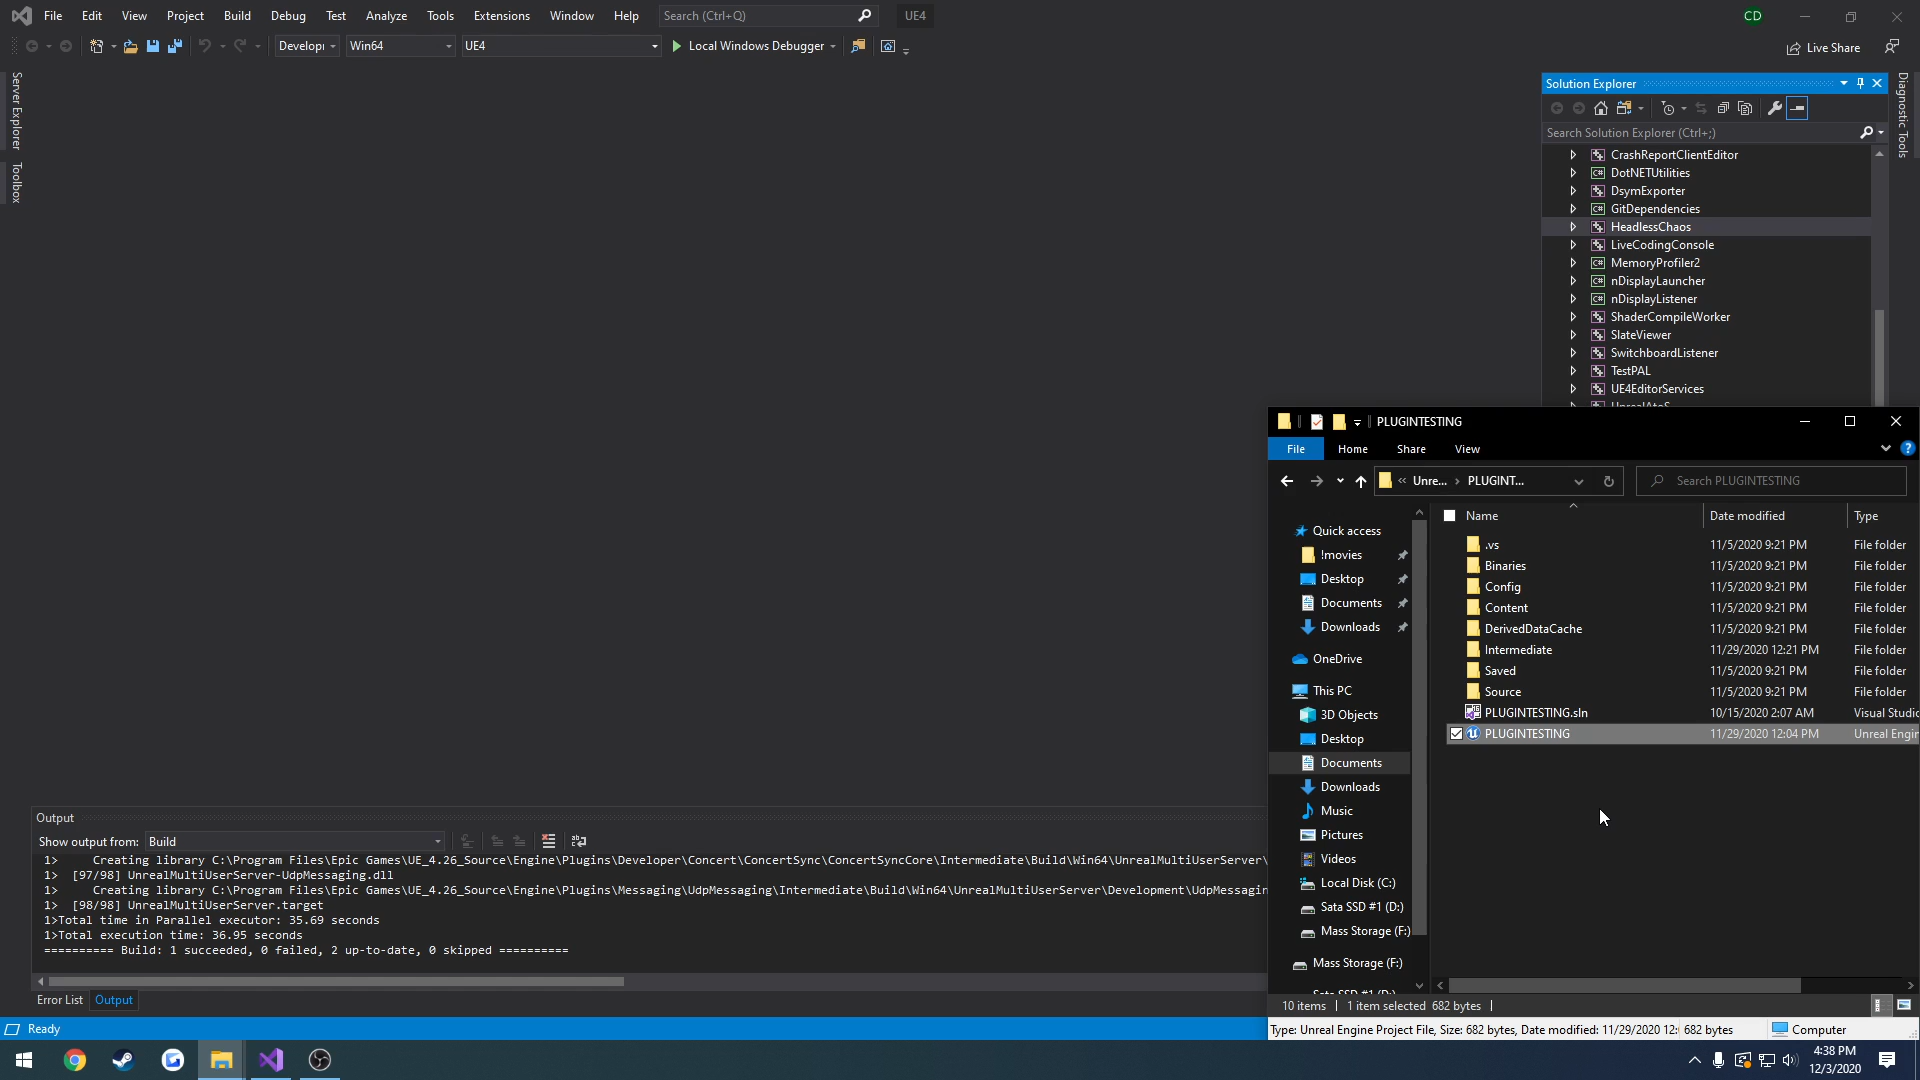 File Edit View Project Build Debug Test Analyze Tools Extensions Window Help Search (Ctrl+Q) UE4 CD
Develop Win64 UE4 Local Windows Debugger Live Share
Server Explorer
Toolbox
Diagnostic Tools
Solution Explorer
Search Solution Explorer (Ctrl+;)
CrashReportClientEditor
DotNETUtilities
DsymExporter
GitDependencies
HeadlessChaos
LiveCodingConsole
MemoryProfiler2
nDisplayLauncher
nDisplayListener
ShaderCompileWorker
SlateViewer
SwitchboardListener
TestPAL
UE4EditorServices
PLUGINTESTING
File Home Share View
« Unre... › PLUGINT... Search PLUGINTESTING
Quick access
!movies
Desktop
Documents
Downloads
OneDrive
This PC
3D Objects
Desktop
Documents
Downloads
Music
Pictures
Videos
Local Disk (C:)
Sata SSD #1 (D:)
Mass Storage (F:)
Mass Storage (F:)
Sata SSD #1 (D:)
Name Date modified Type
.vs 11/5/2020 9:21 PM File folder
Binaries 11/5/2020 9:21 PM File folder
Config 11/5/2020 9:21 PM File folder
Content 11/5/2020 9:21 PM File folder
DerivedDataCache 11/5/2020 9:21 PM File folder
Intermediate 11/29/2020 12:21 PM File folder
Saved 11/5/2020 9:21 PM File folder
Source 11/5/2020 9:21 PM File folder
PLUGINTESTING.sln 10/15/2020 2:07 AM Visual Studio
PLUGINTESTING 11/29/2020 12:04 PM Unreal Engin
10 items 1 item selected 682 bytes
Type: Unreal Engine Project File, Size: 682 bytes, Date modified: 11/29/2020 12: 682 bytes Computer
Output
Show output from: Build
1> Creating library C:\Program Files\Epic Games\UE_4.26_Source\Engine\Plugins\Developer\Concert\ConcertSync\ConcertSyncCore\Intermediate\Build\Win64\UnrealMultiUserServer\
1> [97/98] UnrealMultiUserServer-UdpMessaging.dll
1> Creating library C:\Program Files\Epic Games\UE_4.26_Source\Engine\Plugins\Messaging\UdpMessaging\Intermediate\Build\Win64\UnrealMultiUserServer\Development\UdpMessagin
1> [98/98] UnrealMultiUserServer.target
1>Total time in Parallel executor: 35.69 seconds
1>Total execution time: 36.95 seconds
========== Build: 1 succeeded, 0 failed, 2 up-to-date, 0 skipped ==========
Error List Output
Ready
4:38 PM
12/3/2020